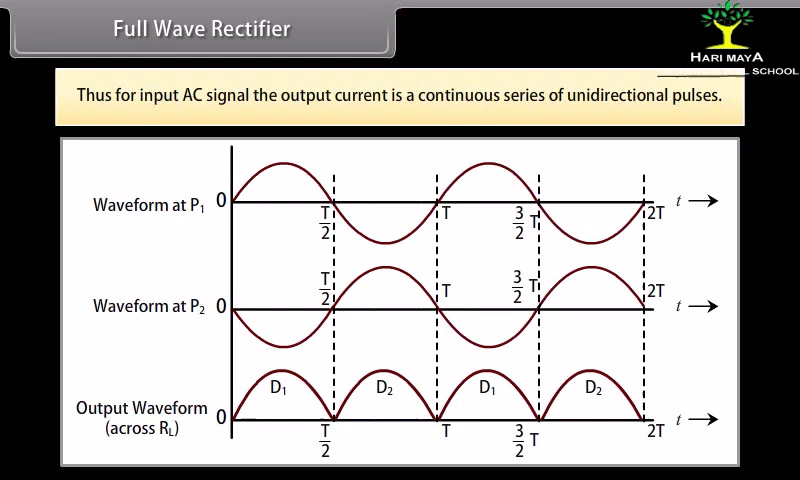 Full Wave Rectifier
HARI MAYA
SCHOOL
Thus for input AC signal the output current is a continuous series of unidirectional pulses.
Waveform at P₁ 0 T/2 T 3/2 T 2T t
Waveform at P₂ 0 T/2 T 3/2 T 2T t
D₁ D₂ D₁ D₂
Output Waveform 0
(across Rʟ) T/2 T 3/2 T 2T t